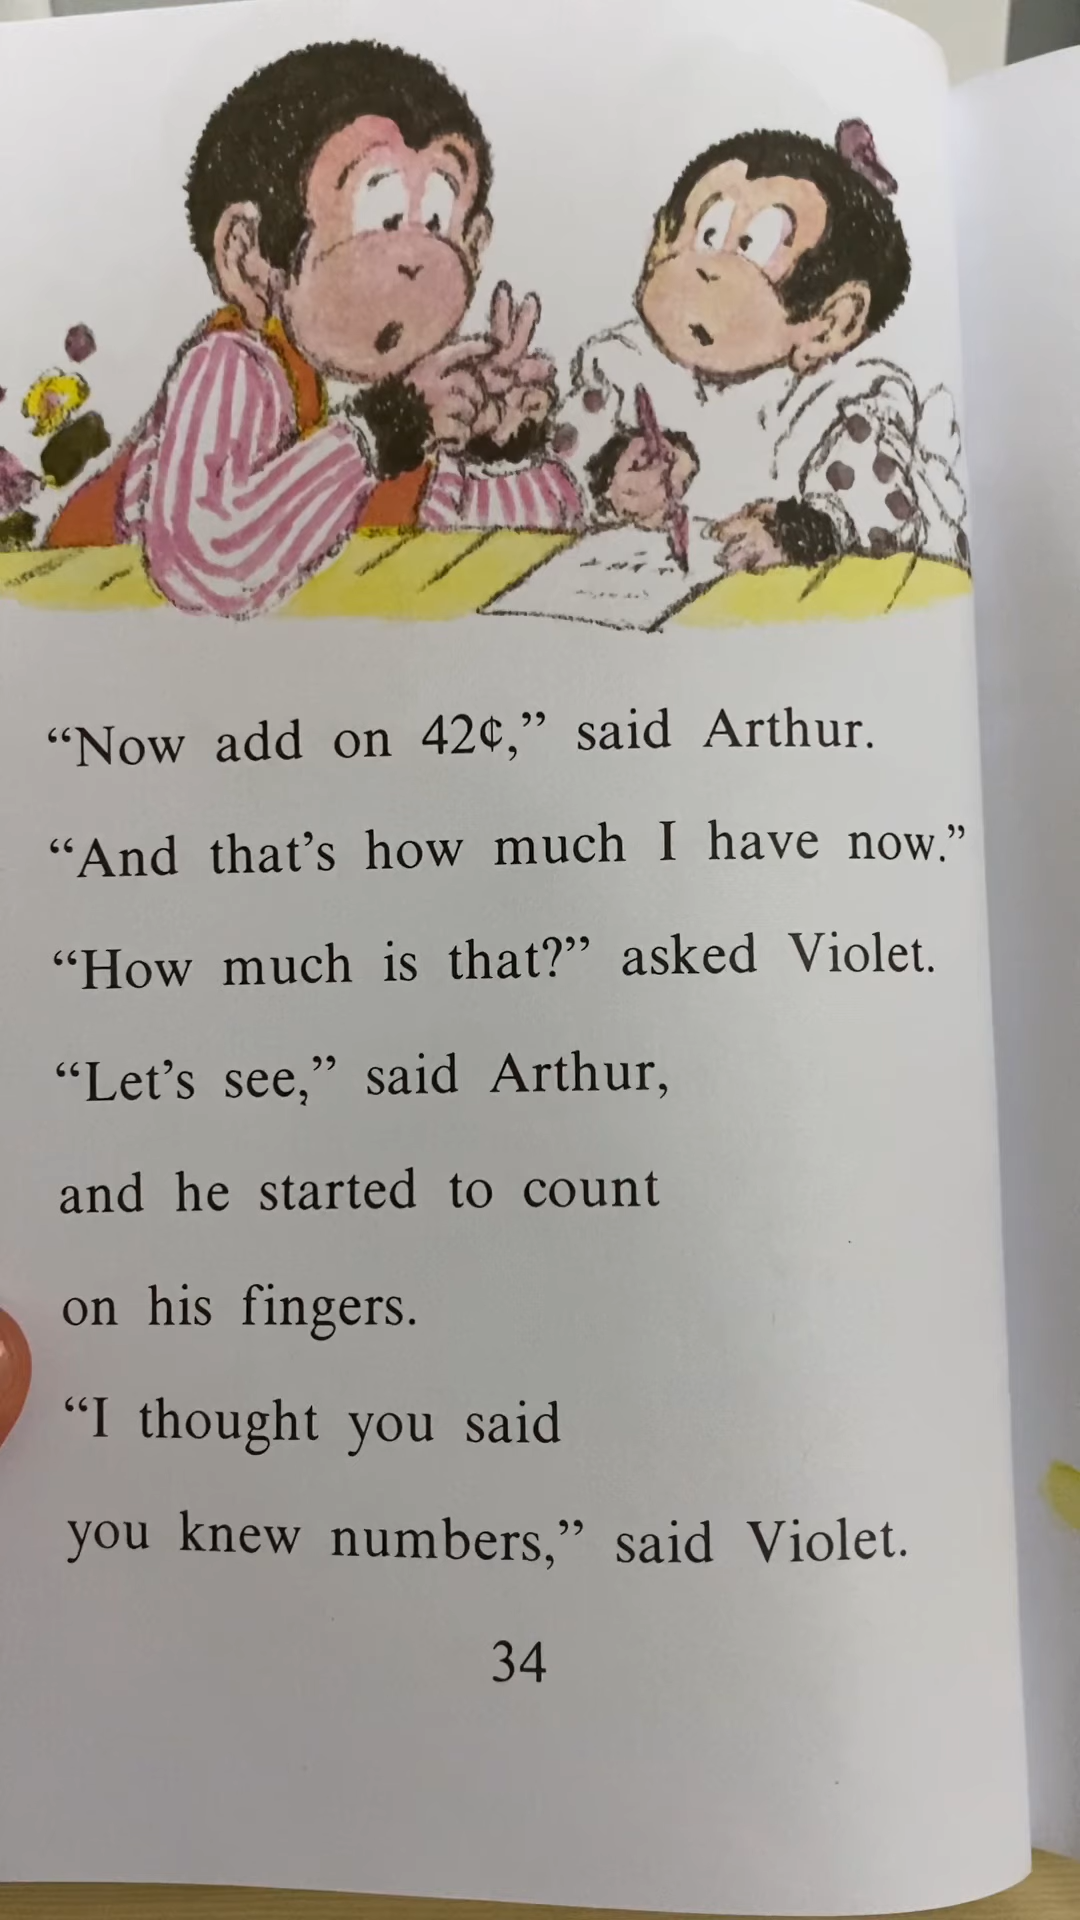 “Now add on 42¢,” said Arthur.
“And that’s how much I have now.”
“How much is that?” asked Violet.
“Let’s see,” said Arthur,
and he started to count
on his fingers.
“I thought you said
you knew numbers,” said Violet.
34